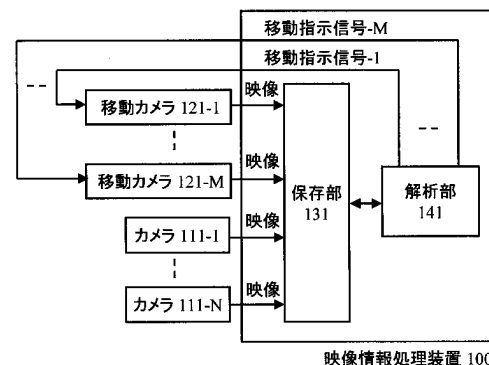 移動指示信号-M
移動指示信号-1
移動カメラ 121-1
映像
移動カメラ 121-M
映像
カメラ 111-1
映像
カメラ 111-N
映像
保存部
131
解析部
141
映像情報処理装置 100